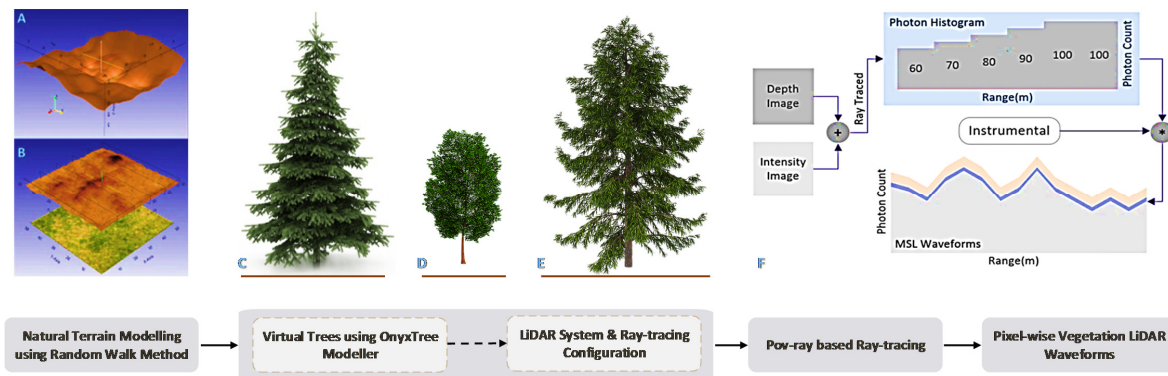 A
B
C
D
E
F
Depth
Image
Intensity
Image
+
Ray Traced
Photon Histogram
60
70
80
90
100
100
Photon Count
Range(m)
Instrumental
*
Photon Count
MSL Waveforms
Range(m)
Natural Terrain Modelling
using Random Walk Method
Virtual Trees using OnyxTree
Modeller
LiDAR System & Ray-tracing
Configuration
Pov-ray based Ray-tracing
Pixel-wise Vegetation LiDAR
Waveforms